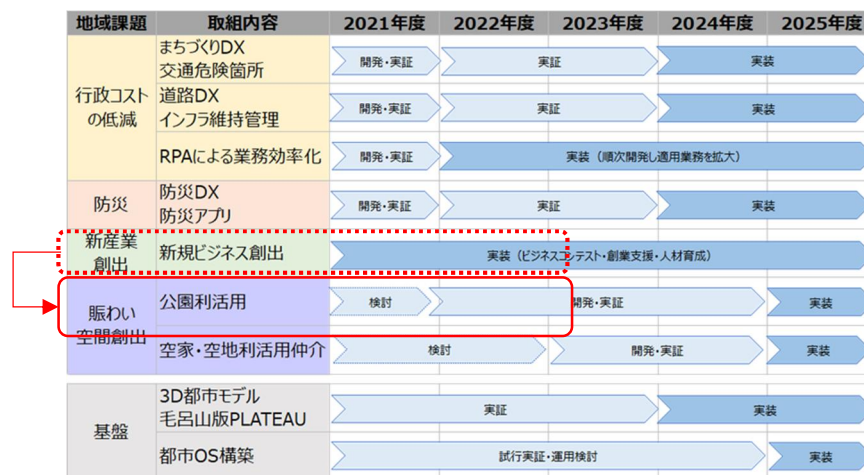 地域課題 取組内容 2021年度 2022年度 2023年度 2024年度 2025年度
行政コスト
の低減
まちづくりDX
交通危険箇所
開発・実証 実証 実装
道路DX
インフラ維持管理
開発・実証 実証 実装
RPAによる業務効率化 開発・実証 実装（順次開発し適用業務を拡大）
防災
防災DX
防災アプリ
開発・実証 実証 実装
新産業
創出
新規ビジネス創出 実装（ビジネスコンテスト・創業支援・人材育成）
賑わい
空間創出
公園利活用 検討 開発・実証 実装
空家・空地利活用仲介 検討 開発・実証 実装
基盤
3D都市モデル
毛呂山版PLATEAU
実証 実装
都市OS構築 試行実証・運用検討 実装